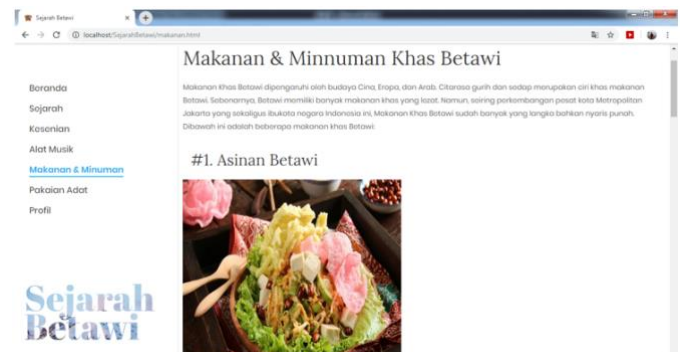 Sejarah Betawi
localhost/SejarahBetawi/makanan.html
Makanan & Minnuman Khas Betawi
Makanan Khas Betawi dipengaruhi oleh budaya Cina, Eropa, dan Arab. Citarasa gurih dan sedap merupakan ciri khas makanan
Betawi. Sebenarnya, Betawi memiliki banyak makanan khas yang lezat. Namun, seiring perkembangan pesat kota Metropolitan
Jakarta yang sekaligus ibukota negara Indonesia ini, Makanan Khas Betawi sudah banyak yang langka bahkan nyaris punah.
Dibawah ini adalah beberapa makanan khas Betawi:
Beranda
Sejarah
Kesenian
Alat Musik
Makanan & Minuman
Pakaian Adat
Profil
#1. Asinan Betawi
Sejarah
Betawi